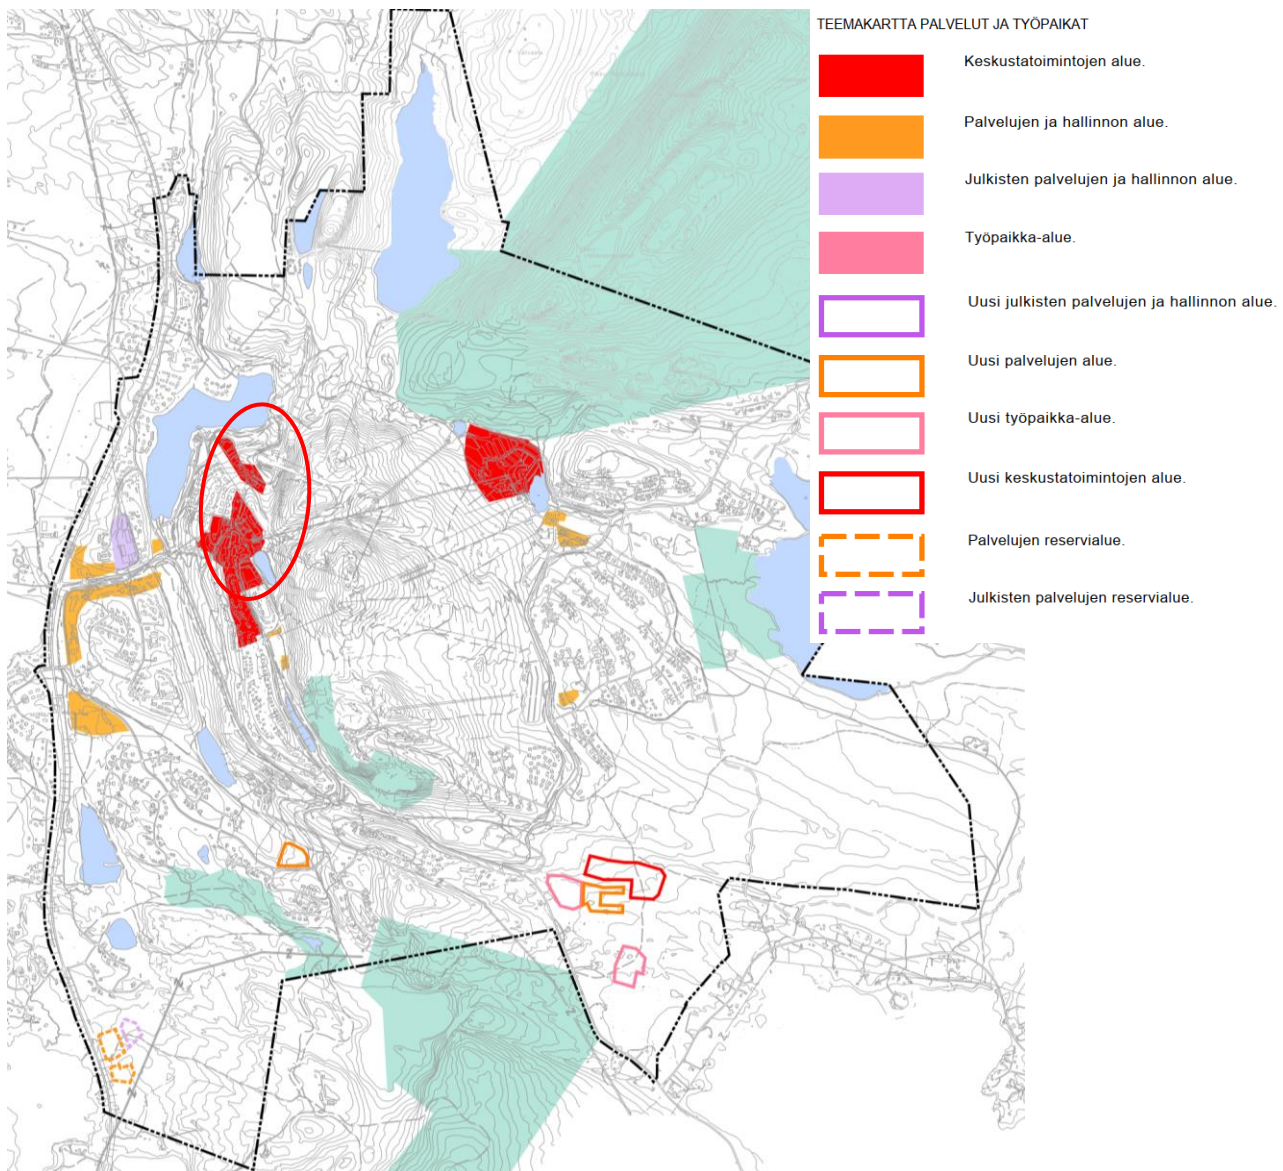 TEEMAKARTTA PALVELUT JA TYÖPAIKAT
Keskustatoimintojen alue.
Palvelujen ja hallinnon alue.
Julkisten palvelujen ja hallinnon alue.
Työpaikka-alue.
Uusi julkisten palvelujen ja hallinnon alue.
Uusi palvelujen alue.
Uusi työpaikka-alue.
Uusi keskustatoimintojen alue.
Palvelujen reservialue.
Julkisten palvelujen reservialue.